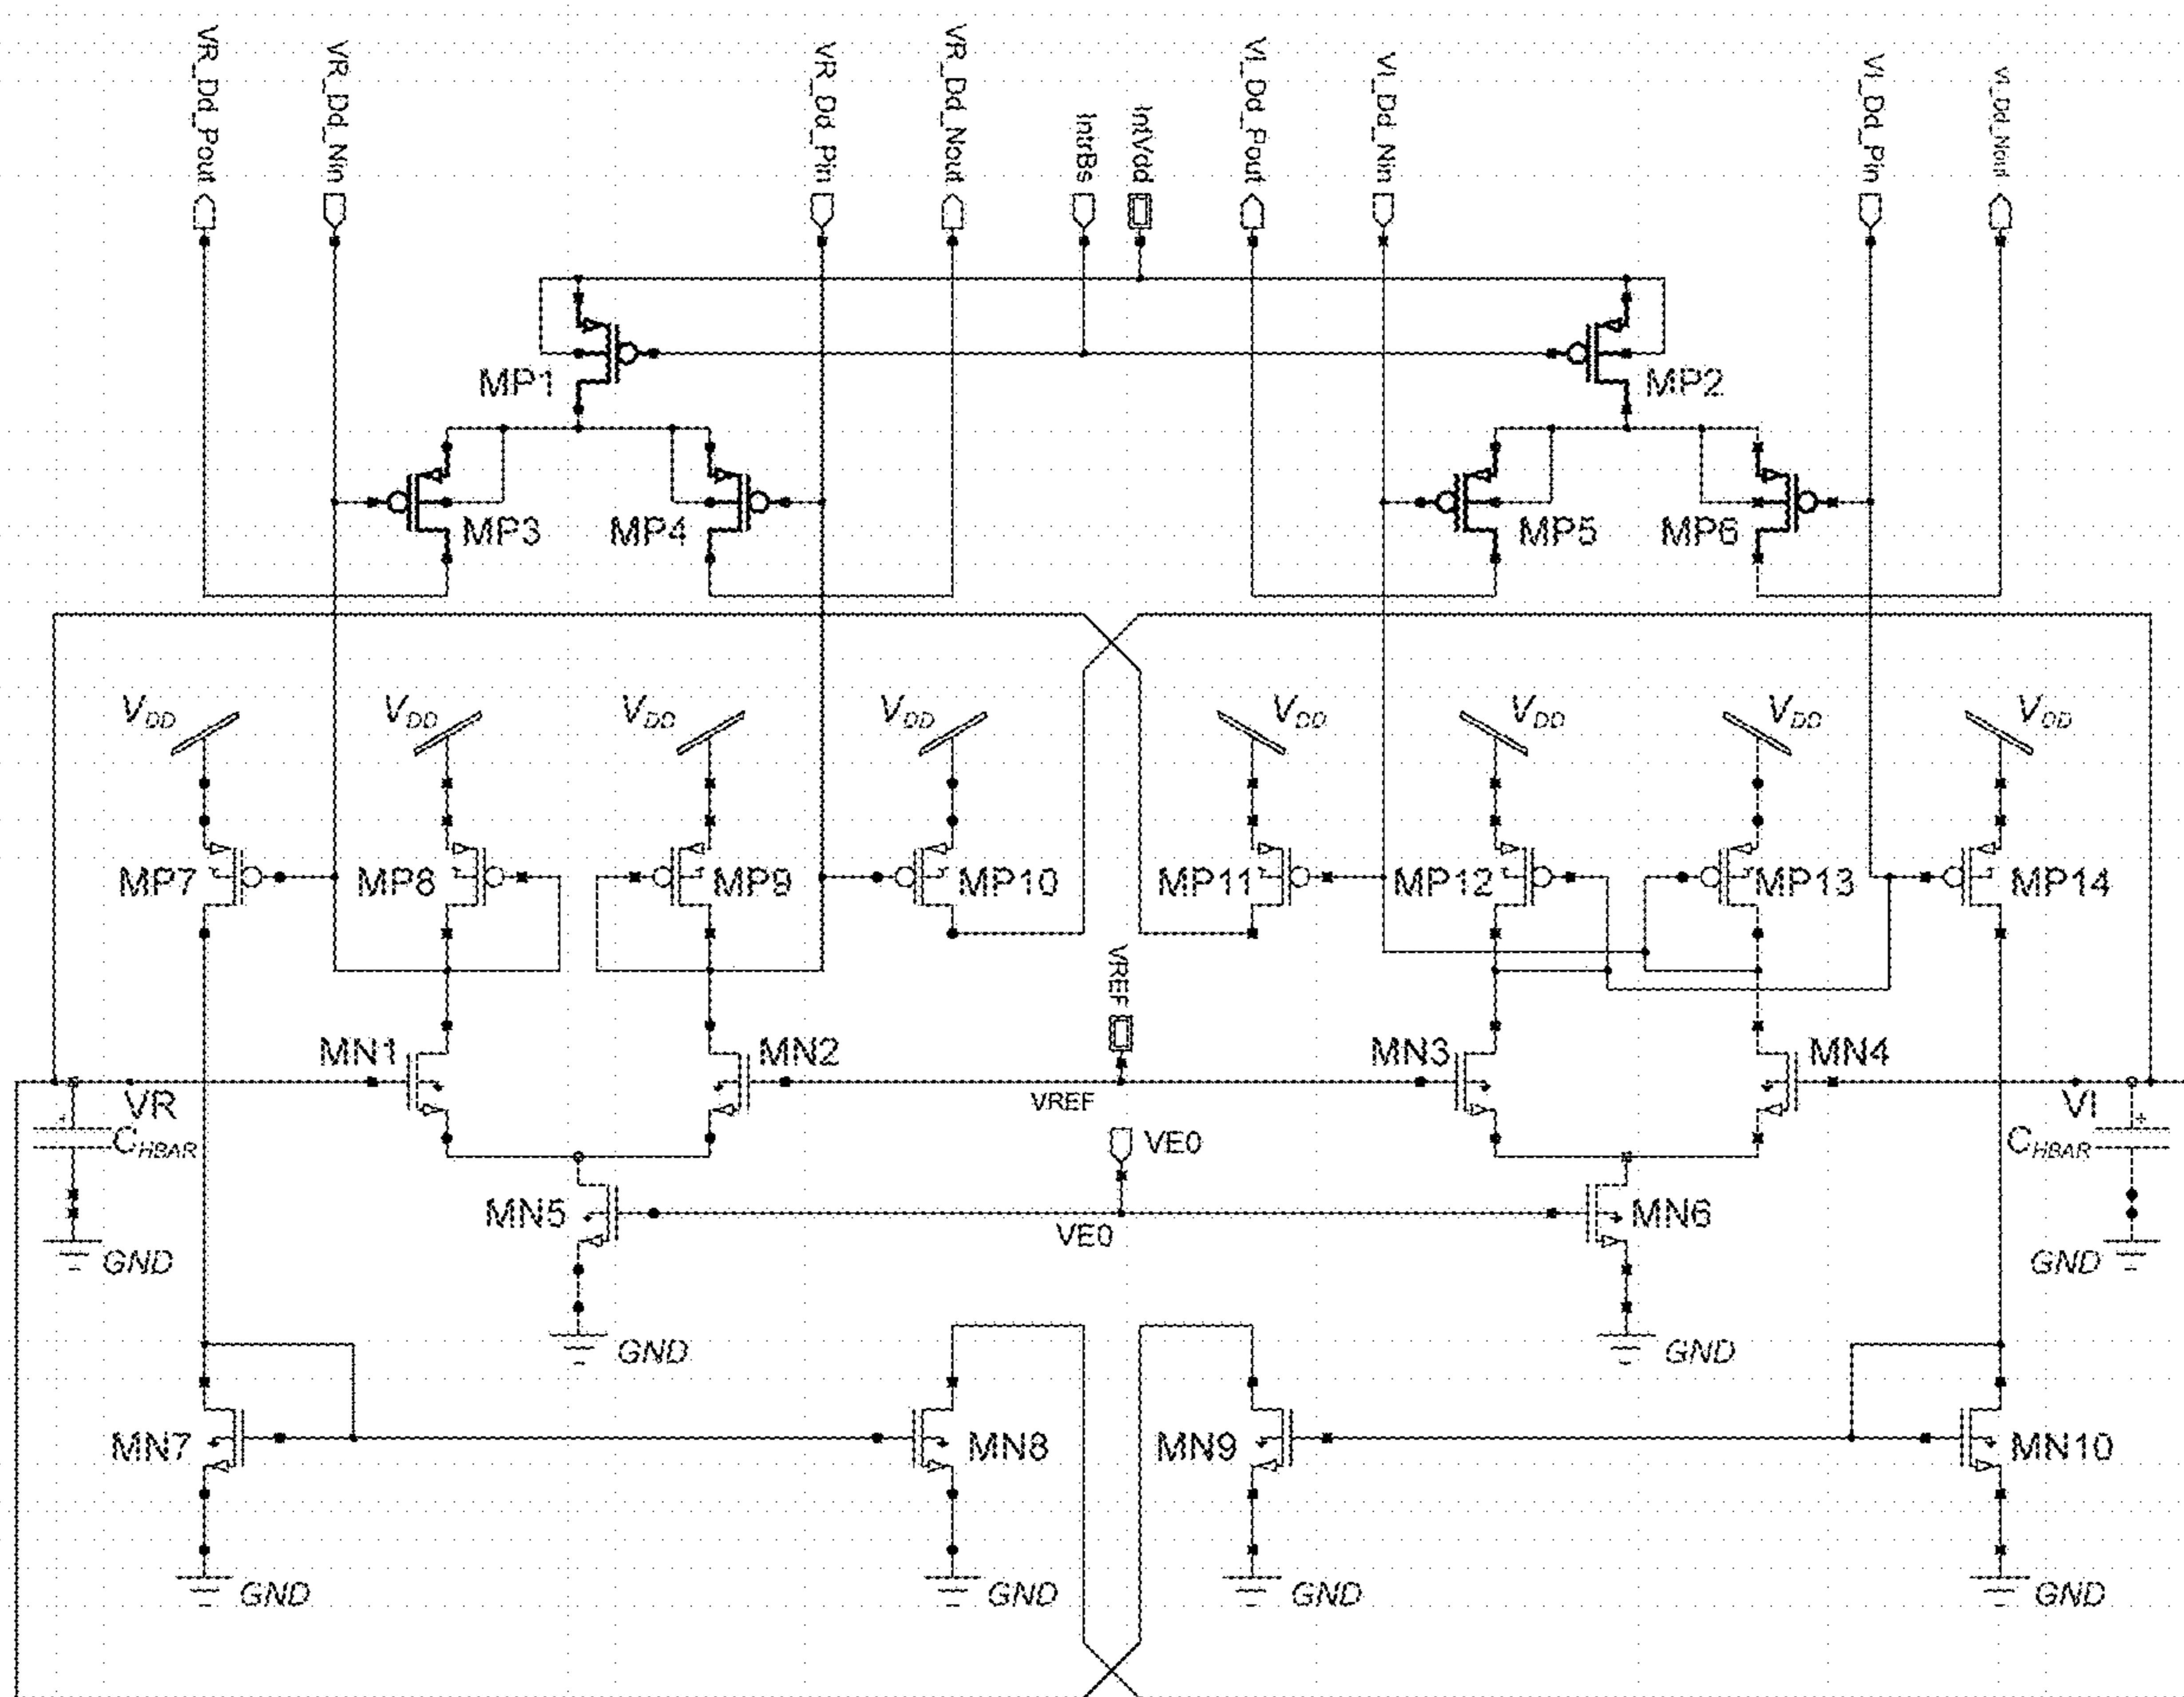 VR_Dd_Pout
VR_Dd_Nin
VR_Dd_Pin
VR_Dd_Nout
IntrBs
IntVdd
VI_Dd_Pout
VI_Dd_Nin
VI_Dd_Pin
VI_Dd_Nout
MP1
MP2
MP3
MP4
MP5
MP6
VDD
VDD
VDD
VDD
VDD
VDD
VDD
VDD
MP7
MP8
MP9
MP10
MP11
MP12
MP13
MP14
VREF
MN1
MN2
MN3
MN4
VR
VREF
VI
CHBAR
VE0
CHBAR
MN5
VE0
MN6
GND
GND
GND
GND
MN7
MN8
MN9
MN10
GND
GND
GND
GND